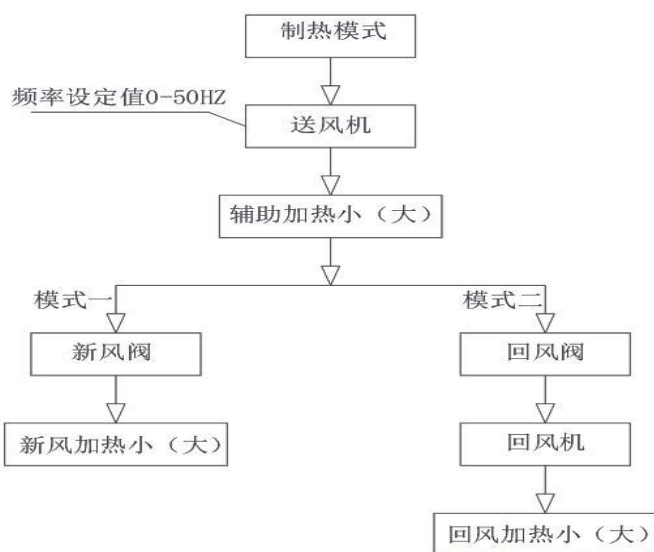 制热模式
频率设定值0-50HZ
送风机
辅助加热小（大）
模式一
模式二
新风阀
回风阀
新风加热小（大）
回风机
回风加热小（大）